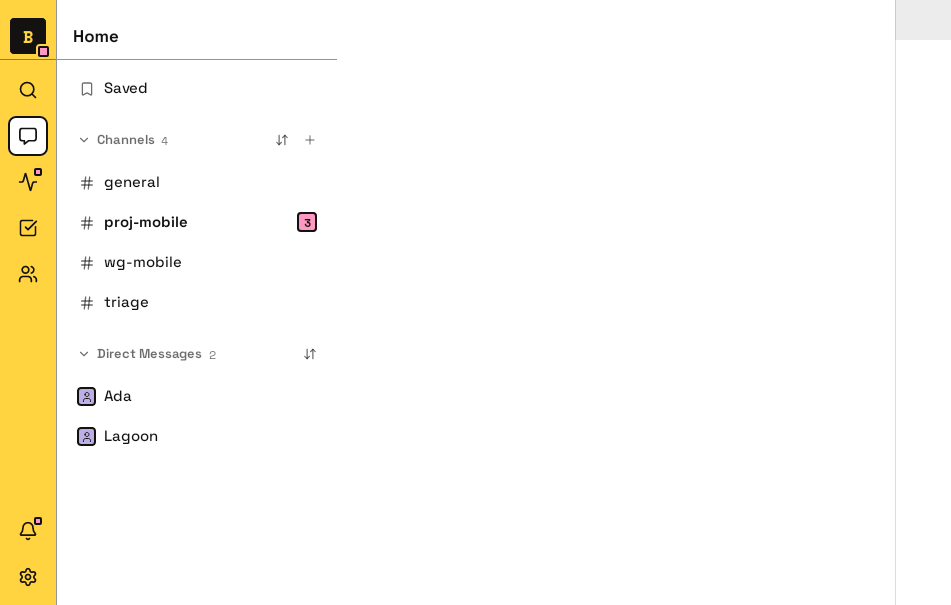 B
Home
Saved
Channels 4
general
proj-mobile 3
wg-mobile
triage
Direct Messages 2
Ada
Lagoon